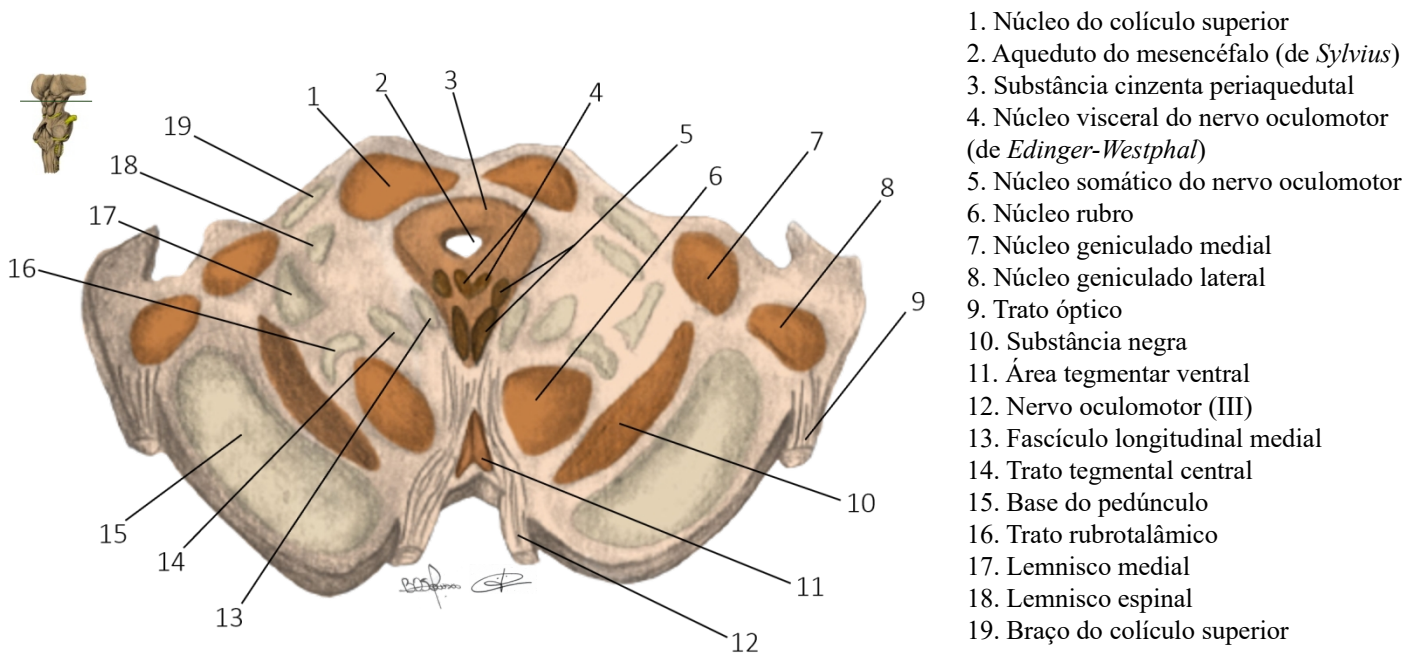 1
2
3
4
5
6
7
8
9
10
11
12
13
14
15
16
17
18
19
1. Núcleo do colículo superior
2. Aqueduto do mesencéfalo (de Sylvius)
3. Substância cinzenta periaquedutal
4. Núcleo visceral do nervo oculomotor
(de Edinger-Westphal)
5. Núcleo somático do nervo oculomotor
6. Núcleo rubro
7. Núcleo geniculado medial
8. Núcleo geniculado lateral
9. Trato óptico
10. Substância negra
11. Área tegmentar ventral
12. Nervo oculomotor (III)
13. Fascículo longitudinal medial
14. Trato tegmental central
15. Base do pedúnculo
16. Trato rubrotalâmico
17. Lemnisco medial
18. Lemnisco espinal
19. Braço do colículo superior